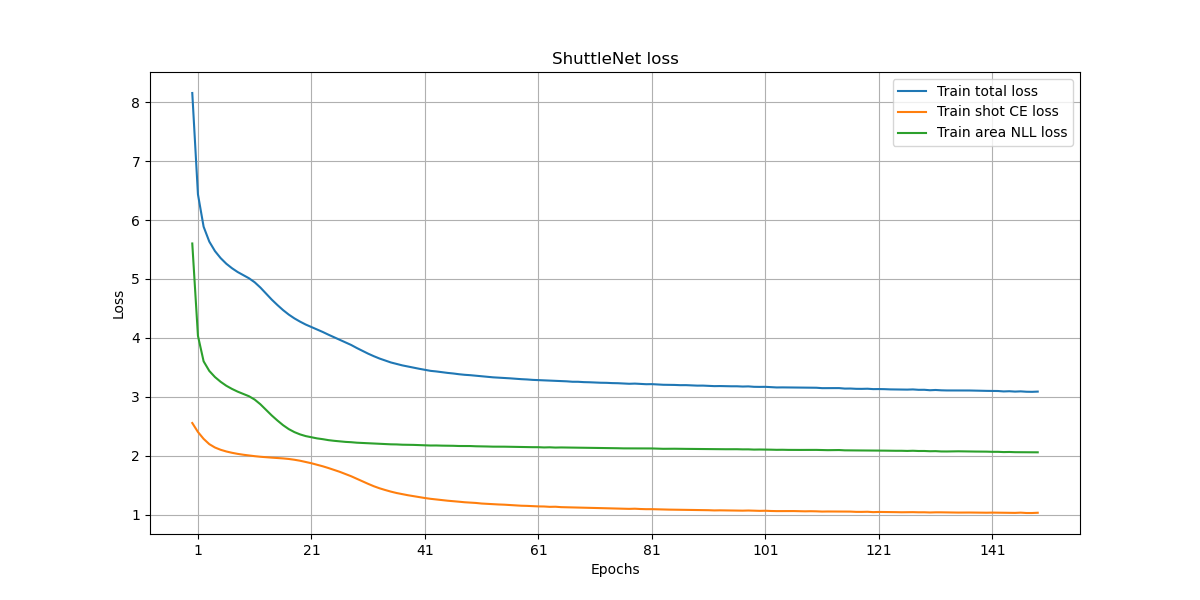 ShuttleNet loss
Train total loss
Train shot CE loss
Train area NLL loss
8
7
6
5
4
3
2
1
Loss
1 21 41 61 81 101 121 141
Epochs